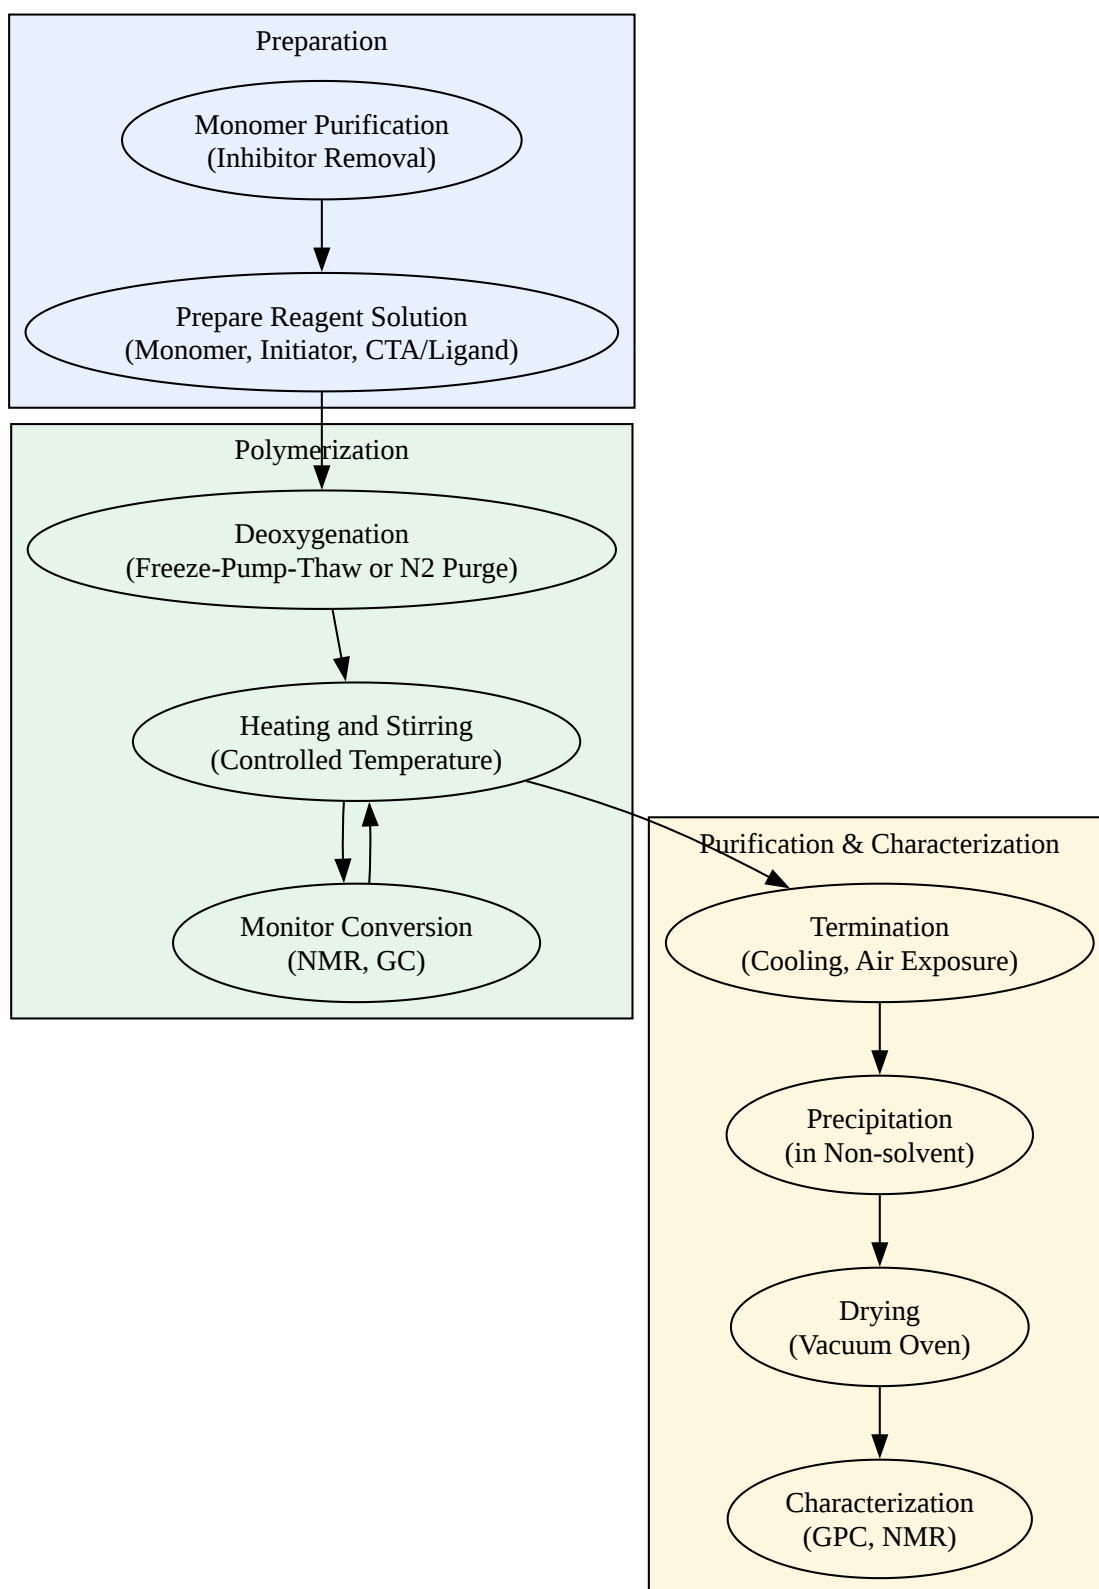 Preparation
Monomer Purification
(Inhibitor Removal)
Prepare Reagent Solution
(Monomer, Initiator, CTA/Ligand)
Polymerization
Deoxygenation
(Freeze-Pump-Thaw or N2 Purge)
Heating and Stirring
(Controlled Temperature)
Monitor Conversion
(NMR, GC)
Purification & Characterization
Termination
(Cooling, Air Exposure)
Precipitation
(in Non-solvent)
Drying
(Vacuum Oven)
Characterization
(GPC, NMR)